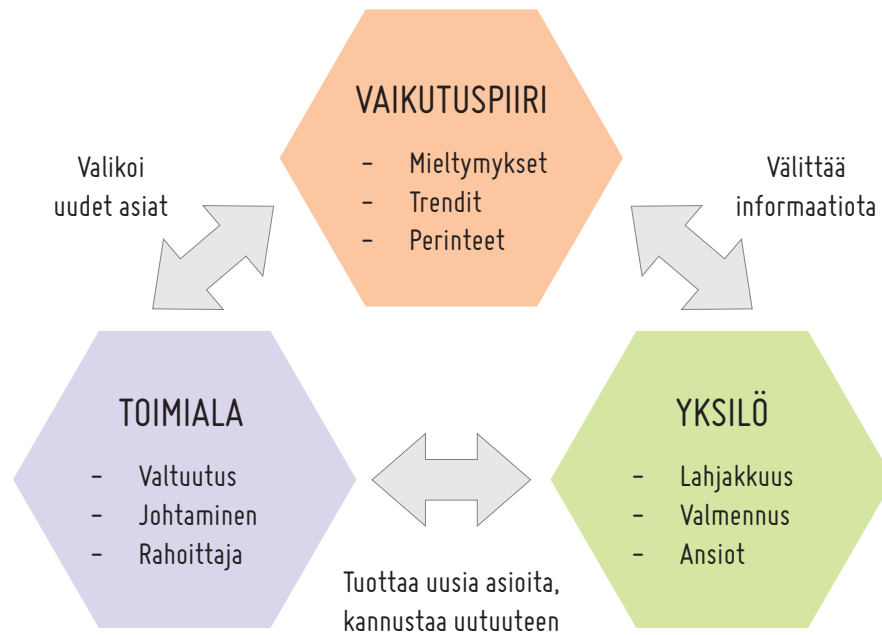 VAIKUTUSPIIRI
- Mieltymykset
- Trendit
- Perinteet
Valikoi
uudet asiat
Välittää
informaatiota
TOIMIALA
- Valtuutus
- Johtaminen
- Rahoittaja
YKSILÖ
- Lahjakkuus
- Valmennus
- Ansiot
Tuottaa uusia asioita,
kannustaa uutuuteen